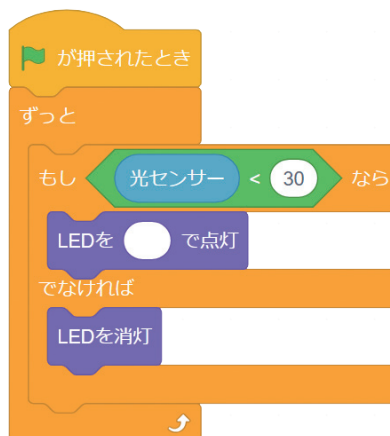 が押されたとき
ずっと
もし 光センサー < 30 なら
LEDを で点灯
でなければ
LEDを消灯